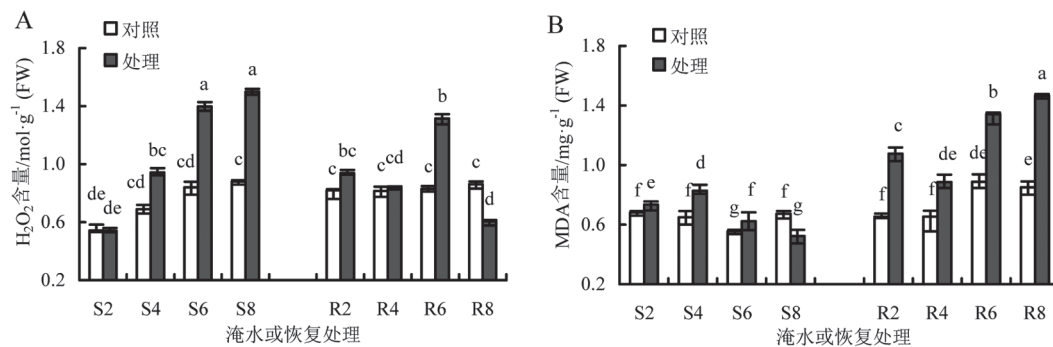 A
对照
处理
H₂O₂含量/mol·g⁻¹ (FW)
1.8
1.4
1.0
0.6
0.2
de
de
cd
bc
cd
a
c
a
c
bc
c
cd
c
b
c
d
S2 S4 S6 S8 R2 R4 R6 R8
淹水或恢复处理
B
对照
处理
MDA含量/mg·g⁻¹ (FW)
1.8
1.4
1.0
0.6
0.2
f
e
f
d
g
f
f
g
f
c
f
de
de
b
e
a
S2 S4 S6 S8 R2 R4 R6 R8
淹水或恢复处理